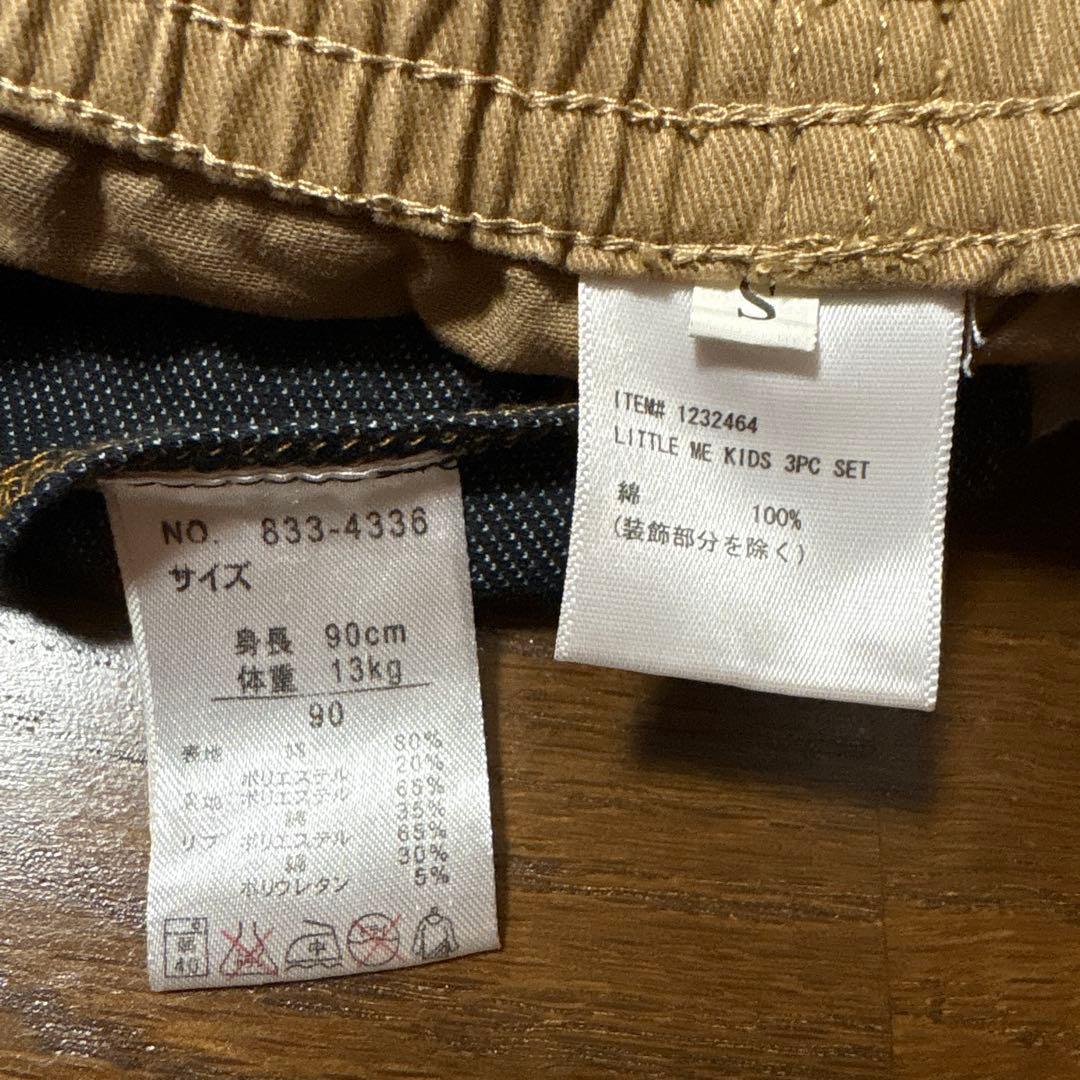 NO. 833-4336
サイズ
身長 90cm
体重 13kg
90
表地 綿 80%
ポリエステル 20%
ポリエステル 65%
綿 35%
リブ ポリエステル 65%
綿 30%
ポリウレタン 5%
40
中
S
ITEM# 1232464
LITTLE ME KIDS 3PC SET
綿 100%
(装飾部分を除く)